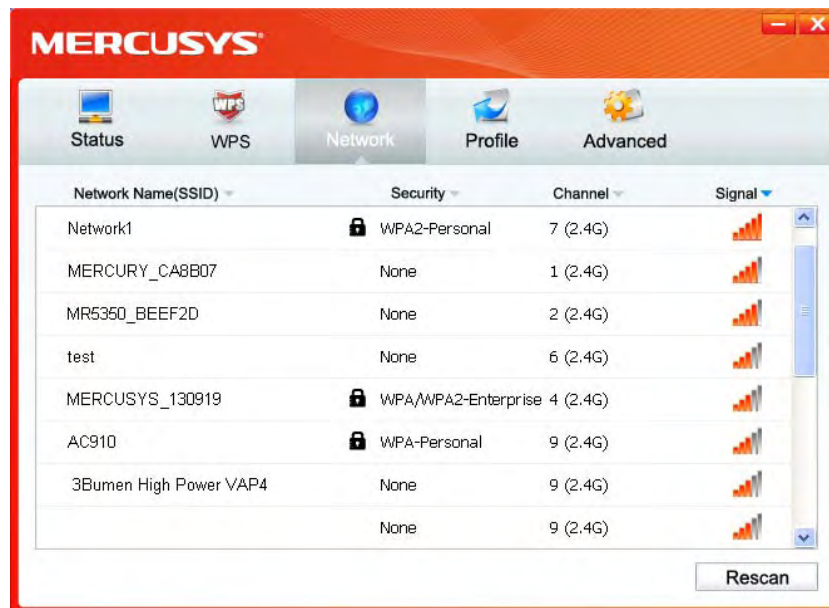 MERCUSYS
Status WPS Network Profile Advanced
Network Name(SSID) Security Channel Signal
Network1 WPA2-Personal 7 (2.4G)
MERCURY_CA8B07 None 1 (2.4G)
MR5350_BEEF2D None 2 (2.4G)
test None 6 (2.4G)
MERCUSYS_130919 WPA/WPA2-Enterprise 4 (2.4G)
AC910 WPA-Personal 9 (2.4G)
3Bumen High Power VAP4 None 9 (2.4G)
None 9 (2.4G)
Rescan